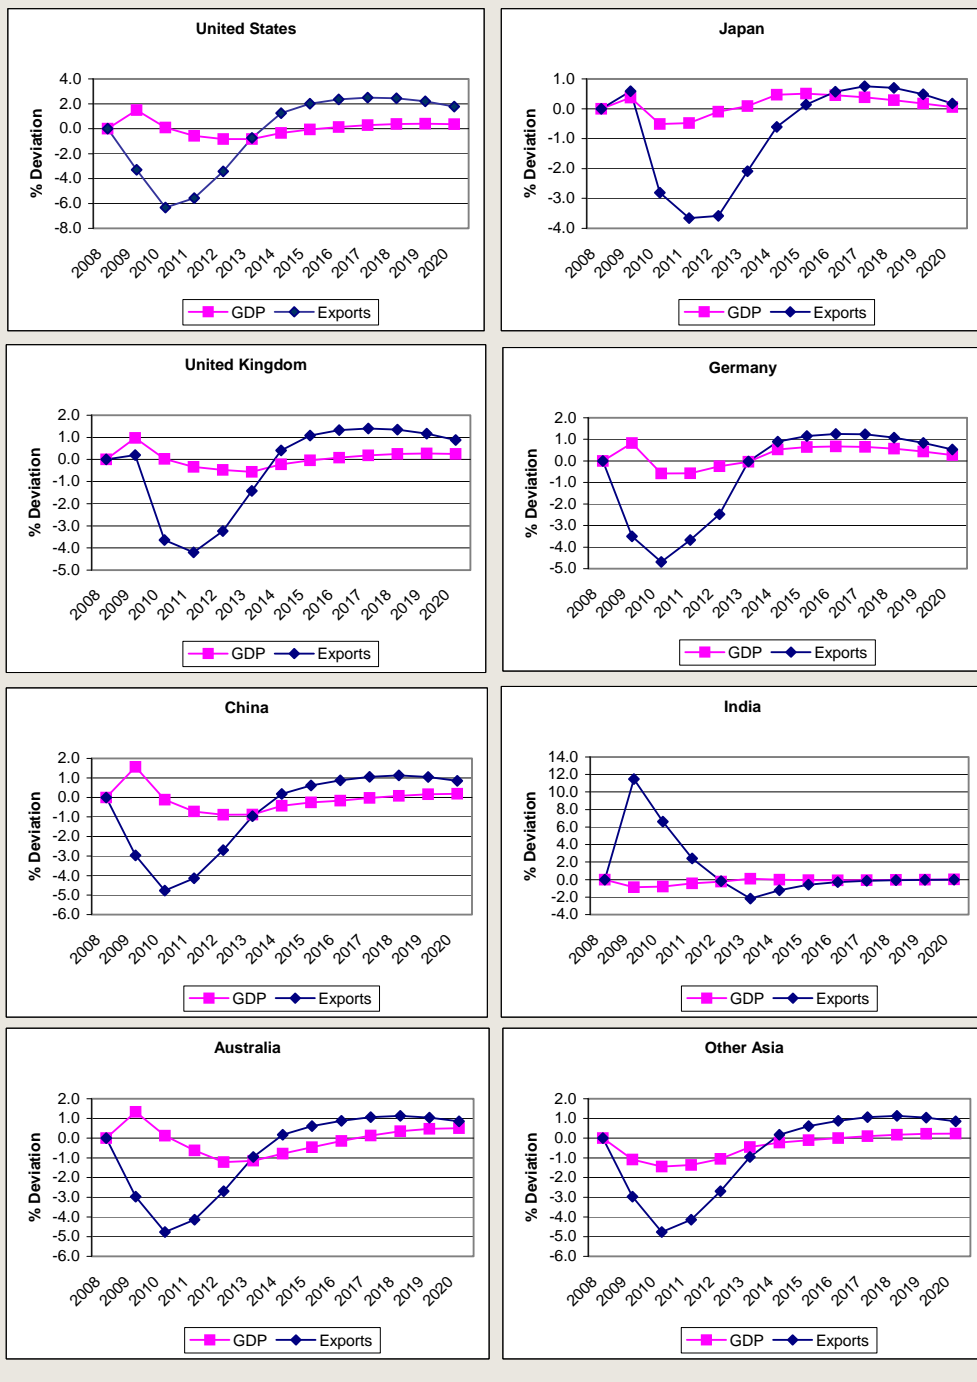 United States
% Deviation
4.0
2.0
0.0
-2.0
-4.0
-6.0
-8.0
2008 2009 2010 2011 2012 2013 2014 2015 2016 2017 2018 2019 2020
GDP Exports
Japan
% Deviation
1.0
0.0
-1.0
-2.0
-3.0
-4.0
2008 2009 2010 2011 2012 2013 2014 2015 2016 2017 2018 2019 2020
GDP Exports
United Kingdom
% Deviation
2.0
1.0
0.0
-1.0
-2.0
-3.0
-4.0
-5.0
2008 2009 2010 2011 2012 2013 2014 2015 2016 2017 2018 2019 2020
GDP Exports
Germany
% Deviation
2.0
1.0
0.0
-1.0
-2.0
-3.0
-4.0
-5.0
2008 2009 2010 2011 2012 2013 2014 2015 2016 2017 2018 2019 2020
GDP Exports
China
% Deviation
2.0
1.0
0.0
-1.0
-2.0
-3.0
-4.0
-5.0
-6.0
2008 2009 2010 2011 2012 2013 2014 2015 2016 2017 2018 2019 2020
GDP Exports
India
% Deviation
14.0
12.0
10.0
8.0
6.0
4.0
2.0
0.0
-2.0
-4.0
2008 2009 2010 2011 2012 2013 2014 2015 2016 2017 2018 2019 2020
GDP Exports
Australia
% Deviation
2.0
1.0
0.0
-1.0
-2.0
-3.0
-4.0
-5.0
-6.0
2008 2009 2010 2011 2012 2013 2014 2015 2016 2017 2018 2019 2020
GDP Exports
Other Asia
% Deviation
2.0
1.0
0.0
-1.0
-2.0
-3.0
-4.0
-5.0
-6.0
2008 2009 2010 2011 2012 2013 2014 2015 2016 2017 2018 2019 2020
GDP Exports